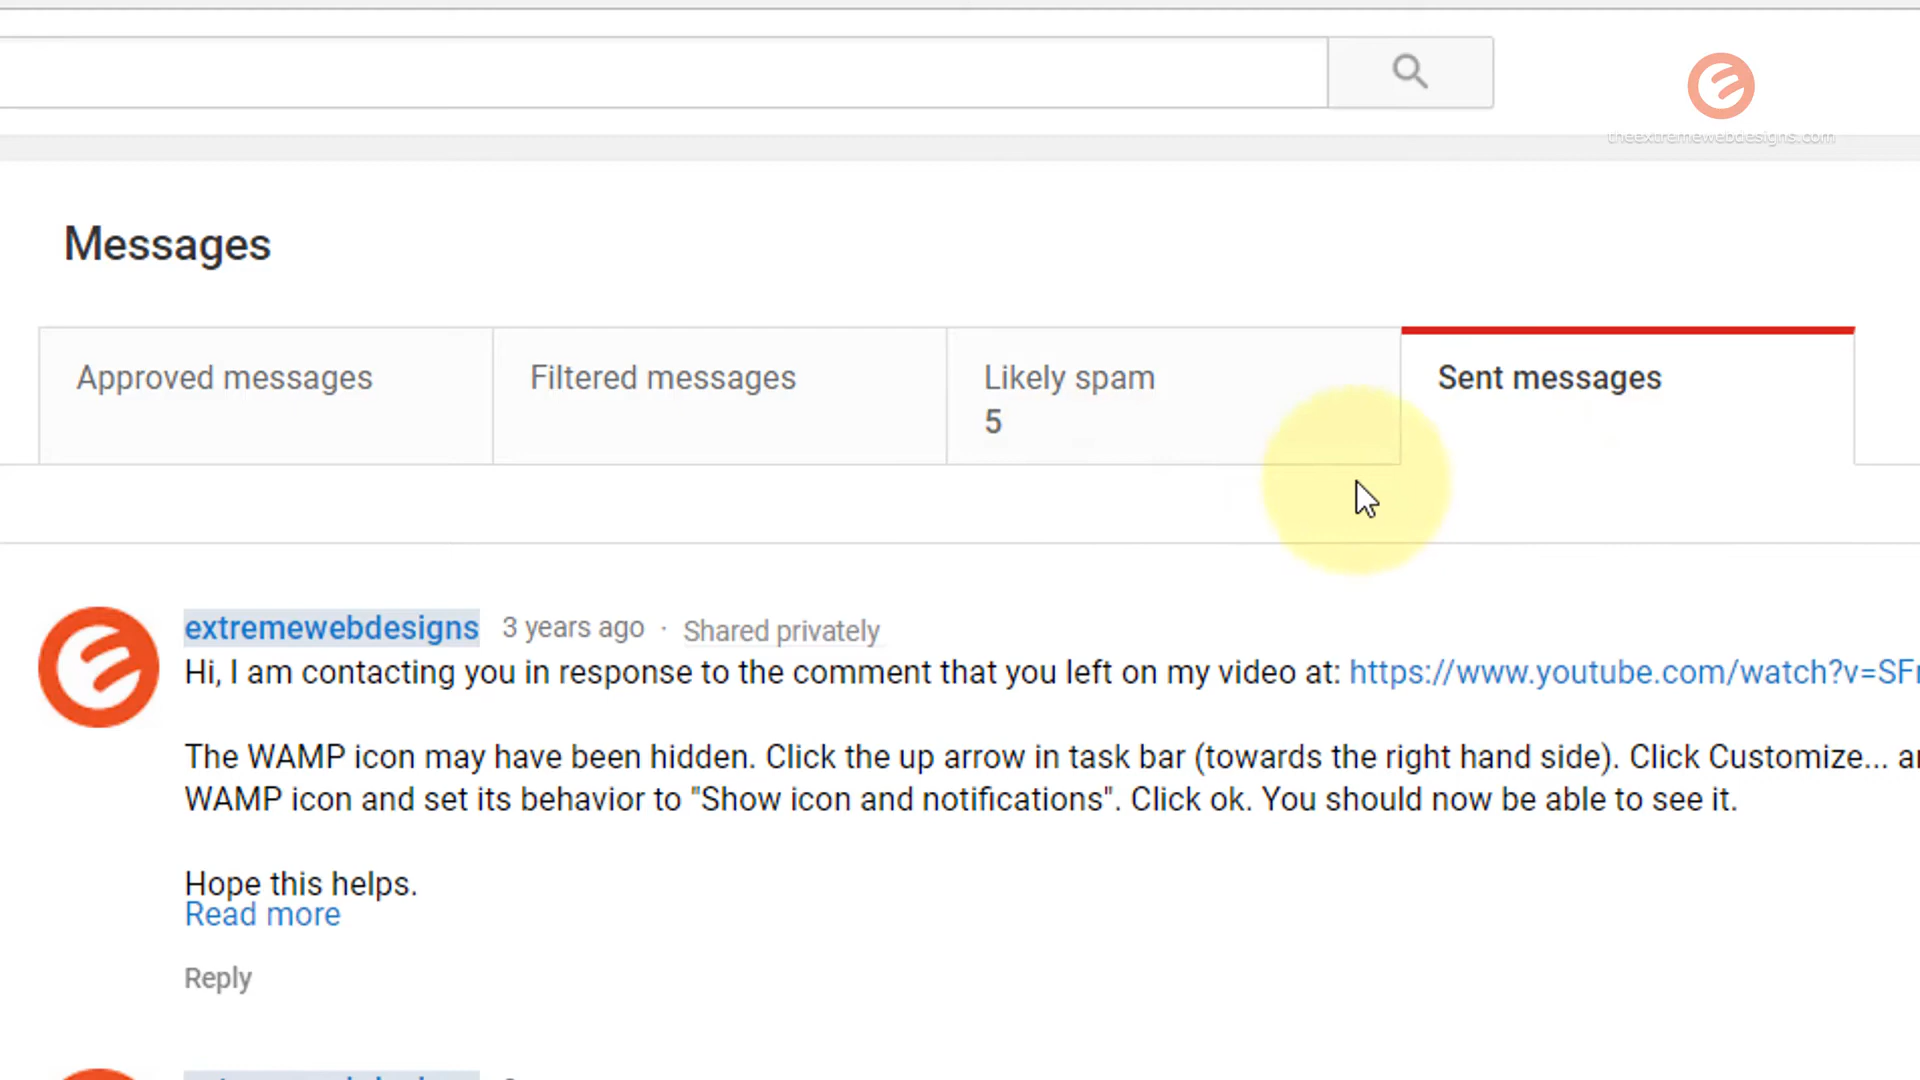 theextremewebdesigns.com
Messages
Approved messages
Filtered messages
Likely spam
5
Sent messages
extremewebdesigns 3 years ago · Shared privately
Hi, I am contacting you in response to the comment that you left on my video at: https://www.youtube.com/watch?v=SF
The WAMP icon may have been hidden. Click the up arrow in task bar (towards the right hand side). Click Customize...
WAMP icon and set its behavior to "Show icon and notifications". Click ok. You should now be able to see it.
Hope this helps.
Read more
Reply